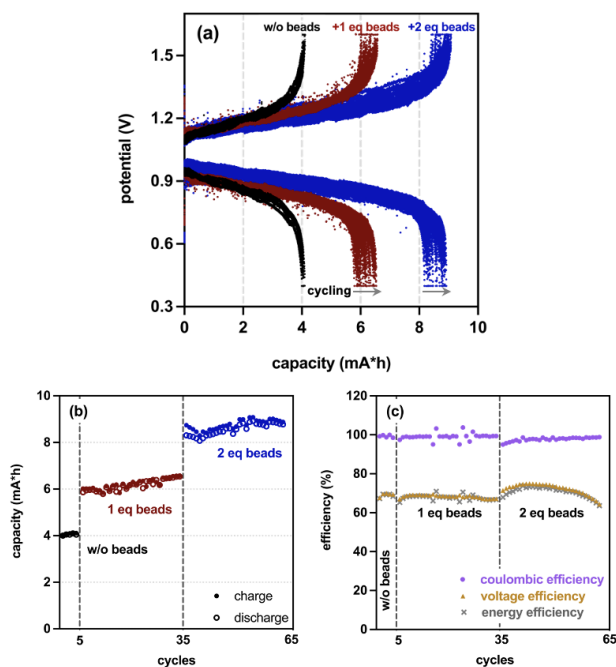 (a)
w/o beads
+1 eq beads
+2 eq beads
1.5
1.2
0.9
0.6
0.3
potential (V)
cycling
0
2
4
6
8
10
capacity (mA*h)
(b)
10
8
6
4
2
0
capacity (mA*h)
2 eq beads
1 eq beads
w/o beads
charge
discharge
5
35
65
cycles
(c)
120
100
80
60
40
20
0
efficiency (%)
1 eq beads
2 eq beads
w/o beads
coulombic efficiency
voltage efficiency
energy efficiency
5
35
65
cycles